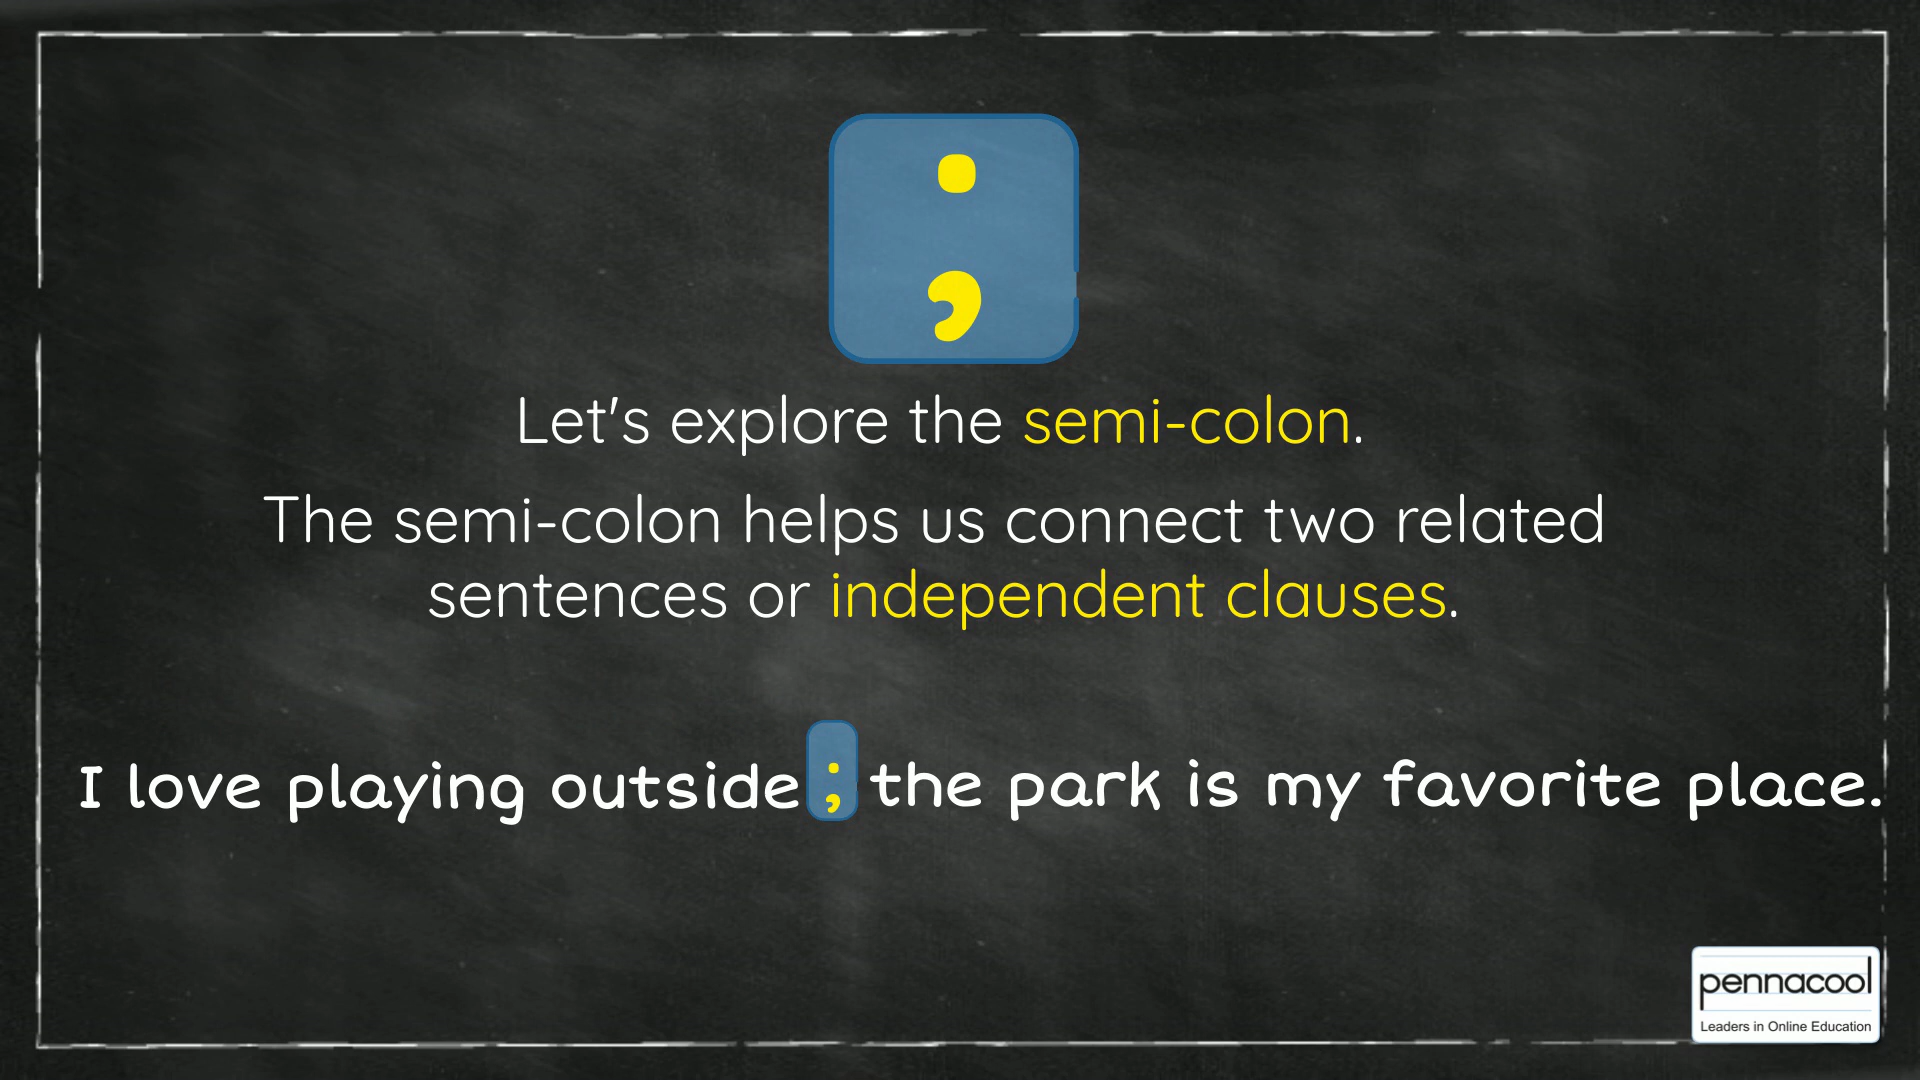 ;
Let's explore the semi-colon.
The semi-colon helps us connect two related
sentences or independent clauses.
I love playing outside; the park is my favorite place.
pennacool
Leaders in Online Education